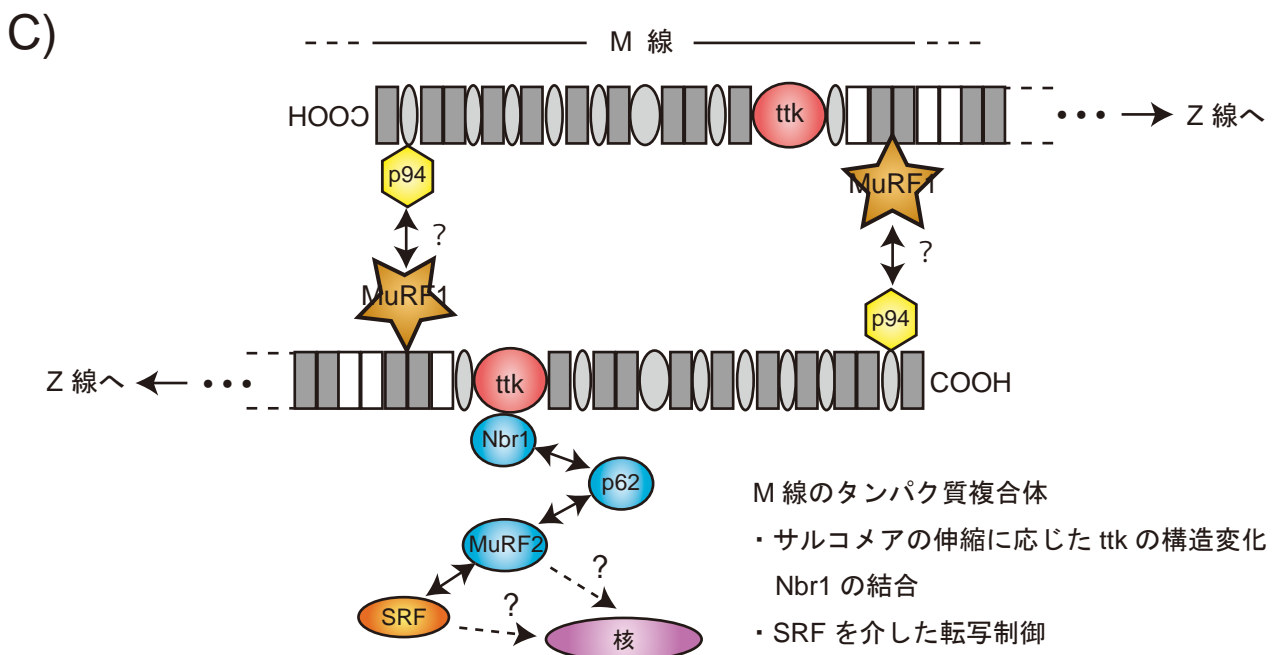 C)
M 線
HOOC
ttk
••• → Z 線へ
p94
MuRF1
?
?
MuRF1
p94
Z 線へ ← •••
ttk
COOH
Nbr1
p62
M 線のタンパク質複合体
・サルコメアの伸縮に応じた ttk の構造変化
MuRF2
?
Nbr1 の結合
SRF
?
核
・SRF を介した転写制御